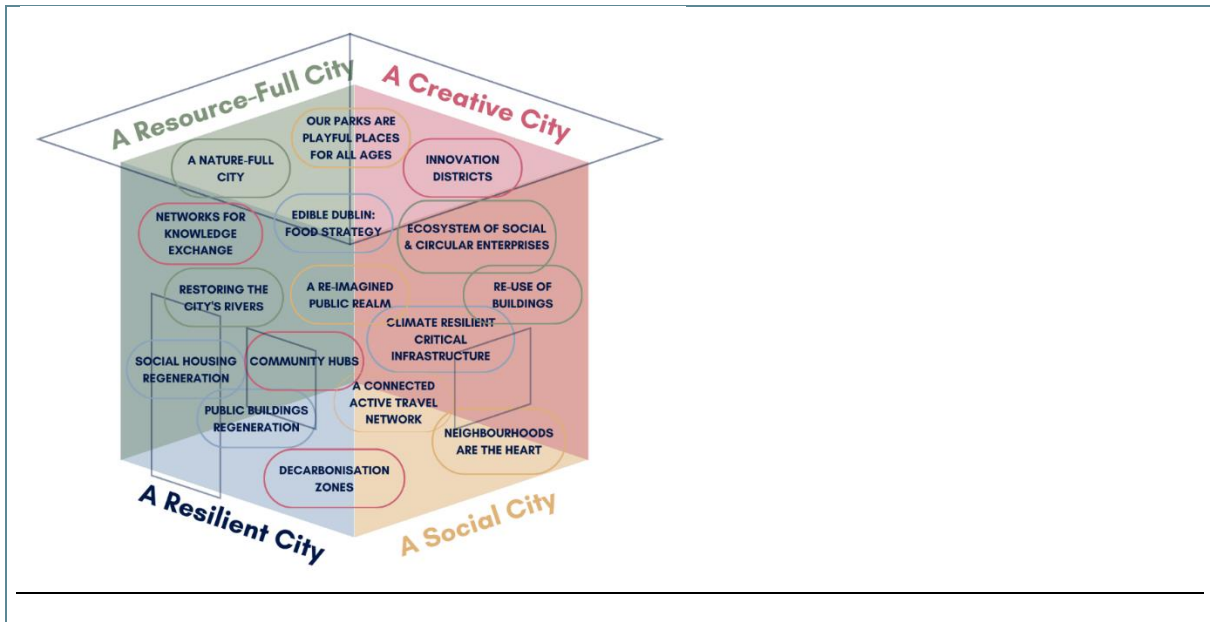 A Resource-Full City
A Creative City
OUR PARKS ARE
PLAYFUL PLACES
FOR ALL AGES
A NATURE-FULL
CITY
INNOVATION
DISTRICTS
NETWORKS FOR
KNOWLEDGE
EXCHANGE
EDIBLE DUBLIN:
FOOD STRATEGY
ECOSYSTEM OF SOCIAL
& CIRCULAR ENTERPRISES
RESTORING THE
CITY'S RIVERS
A RE-IMAGINED
PUBLIC REALM
RE-USE OF
BUILDINGS
CLIMATE RESILIENT
CRITICAL
INFRASTRUCTURE
SOCIAL HOUSING
REGENERATION
COMMUNITY HUBS
A CONNECTED
ACTIVE TRAVEL
NETWORK
PUBLIC BUILDINGS
REGENERATION
NEIGHBOURHOODS
ARE THE HEART
DECARBONISATION
ZONES
A Resilient City
A Social City